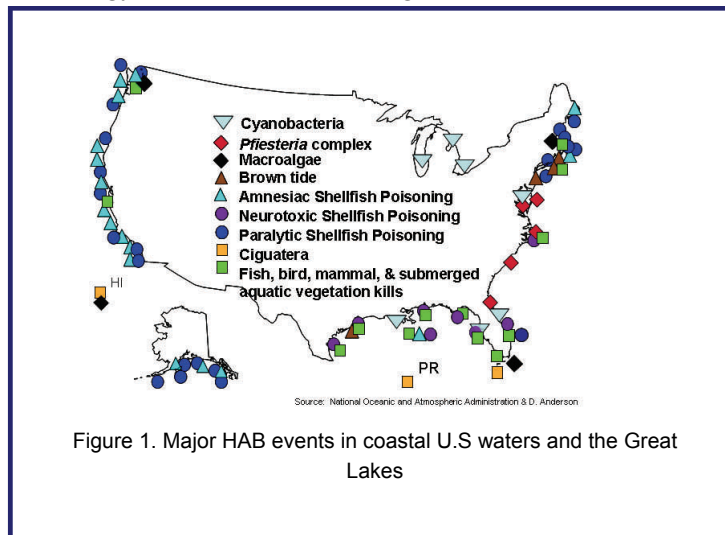 Cyanobacteria
Pfiesteria complex
Macroalgae
Brown tide
Amnesiac Shellfish Poisoning
Neurotoxic Shellfish Poisoning
Paralytic Shellfish Poisoning
Ciguatera
Fish, bird, mammal, & submerged
aquatic vegetation kills
HI
PR
Source: National Oceanic and Atmospheric Administration & D. Anderson
Figure 1. Major HAB events in coastal U.S waters and the Great
Lakes